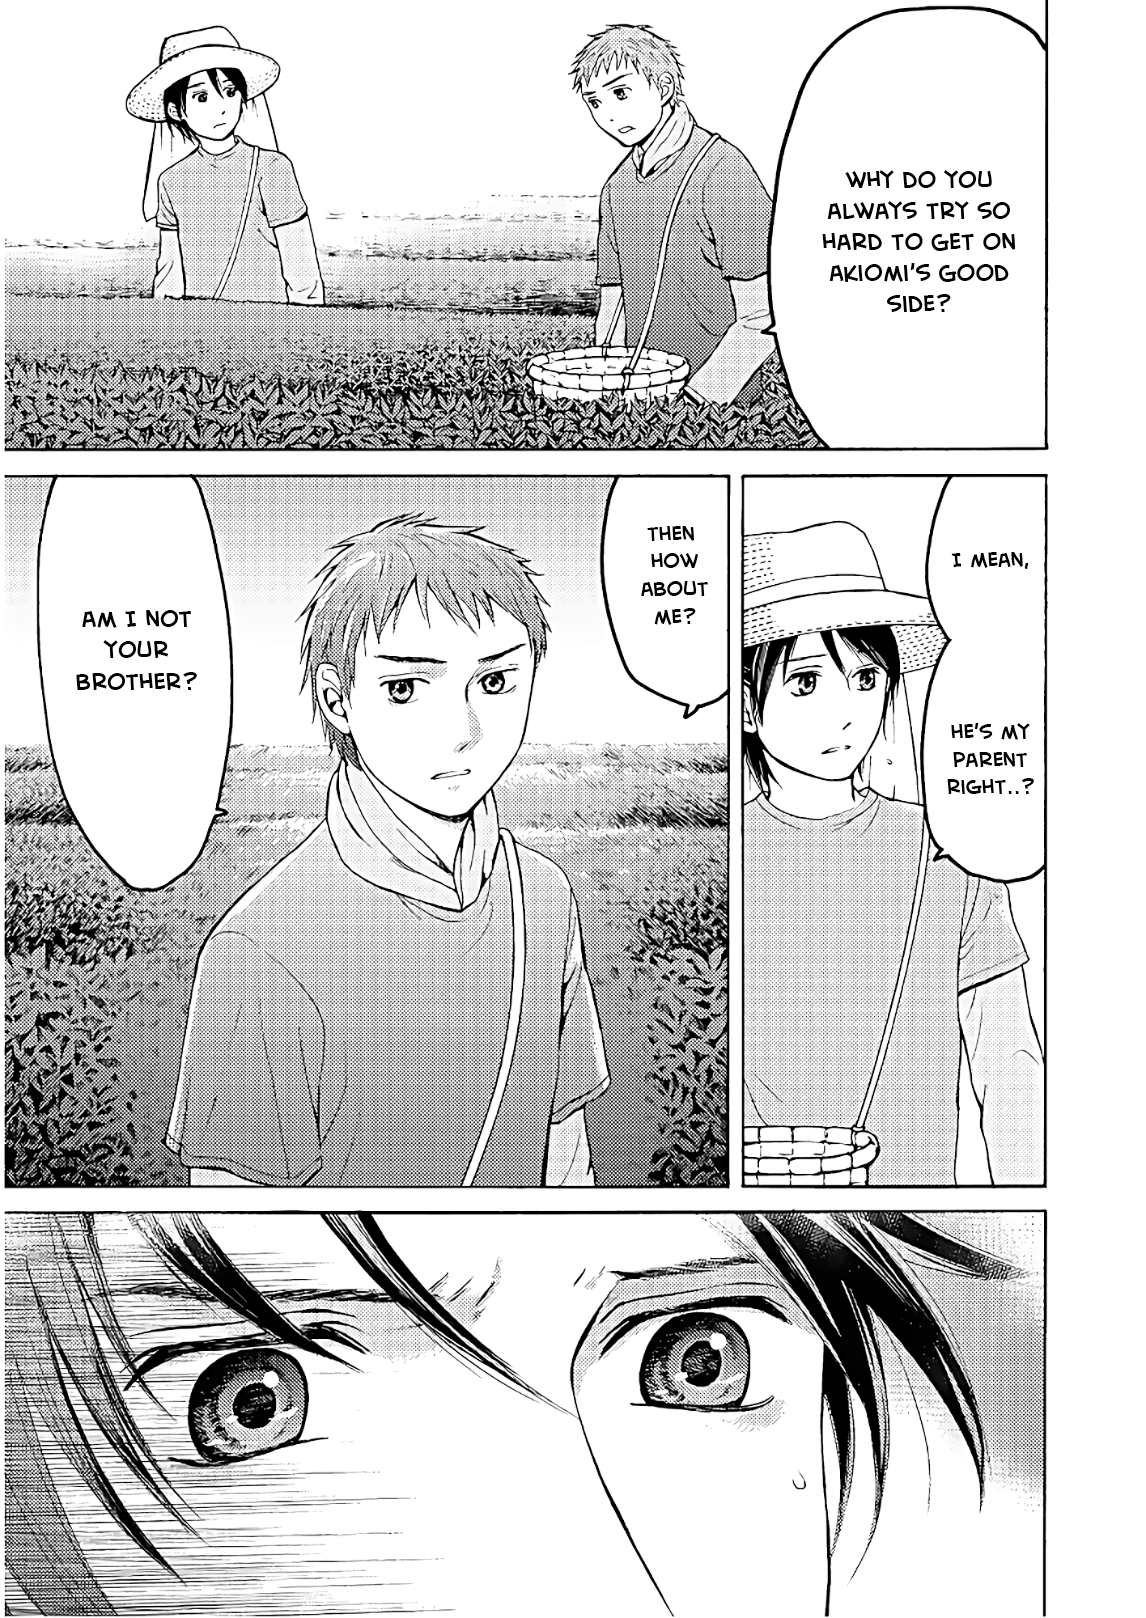 WHY DO YOU
ALWAYS TRY SO
HARD TO GET ON
AKIOMI'S GOOD
SIDE?
I MEAN,
HE'S MY
PARENT
RIGHT..?
THEN
HOW
ABOUT
ME?
AM I NOT
YOUR
BROTHER?